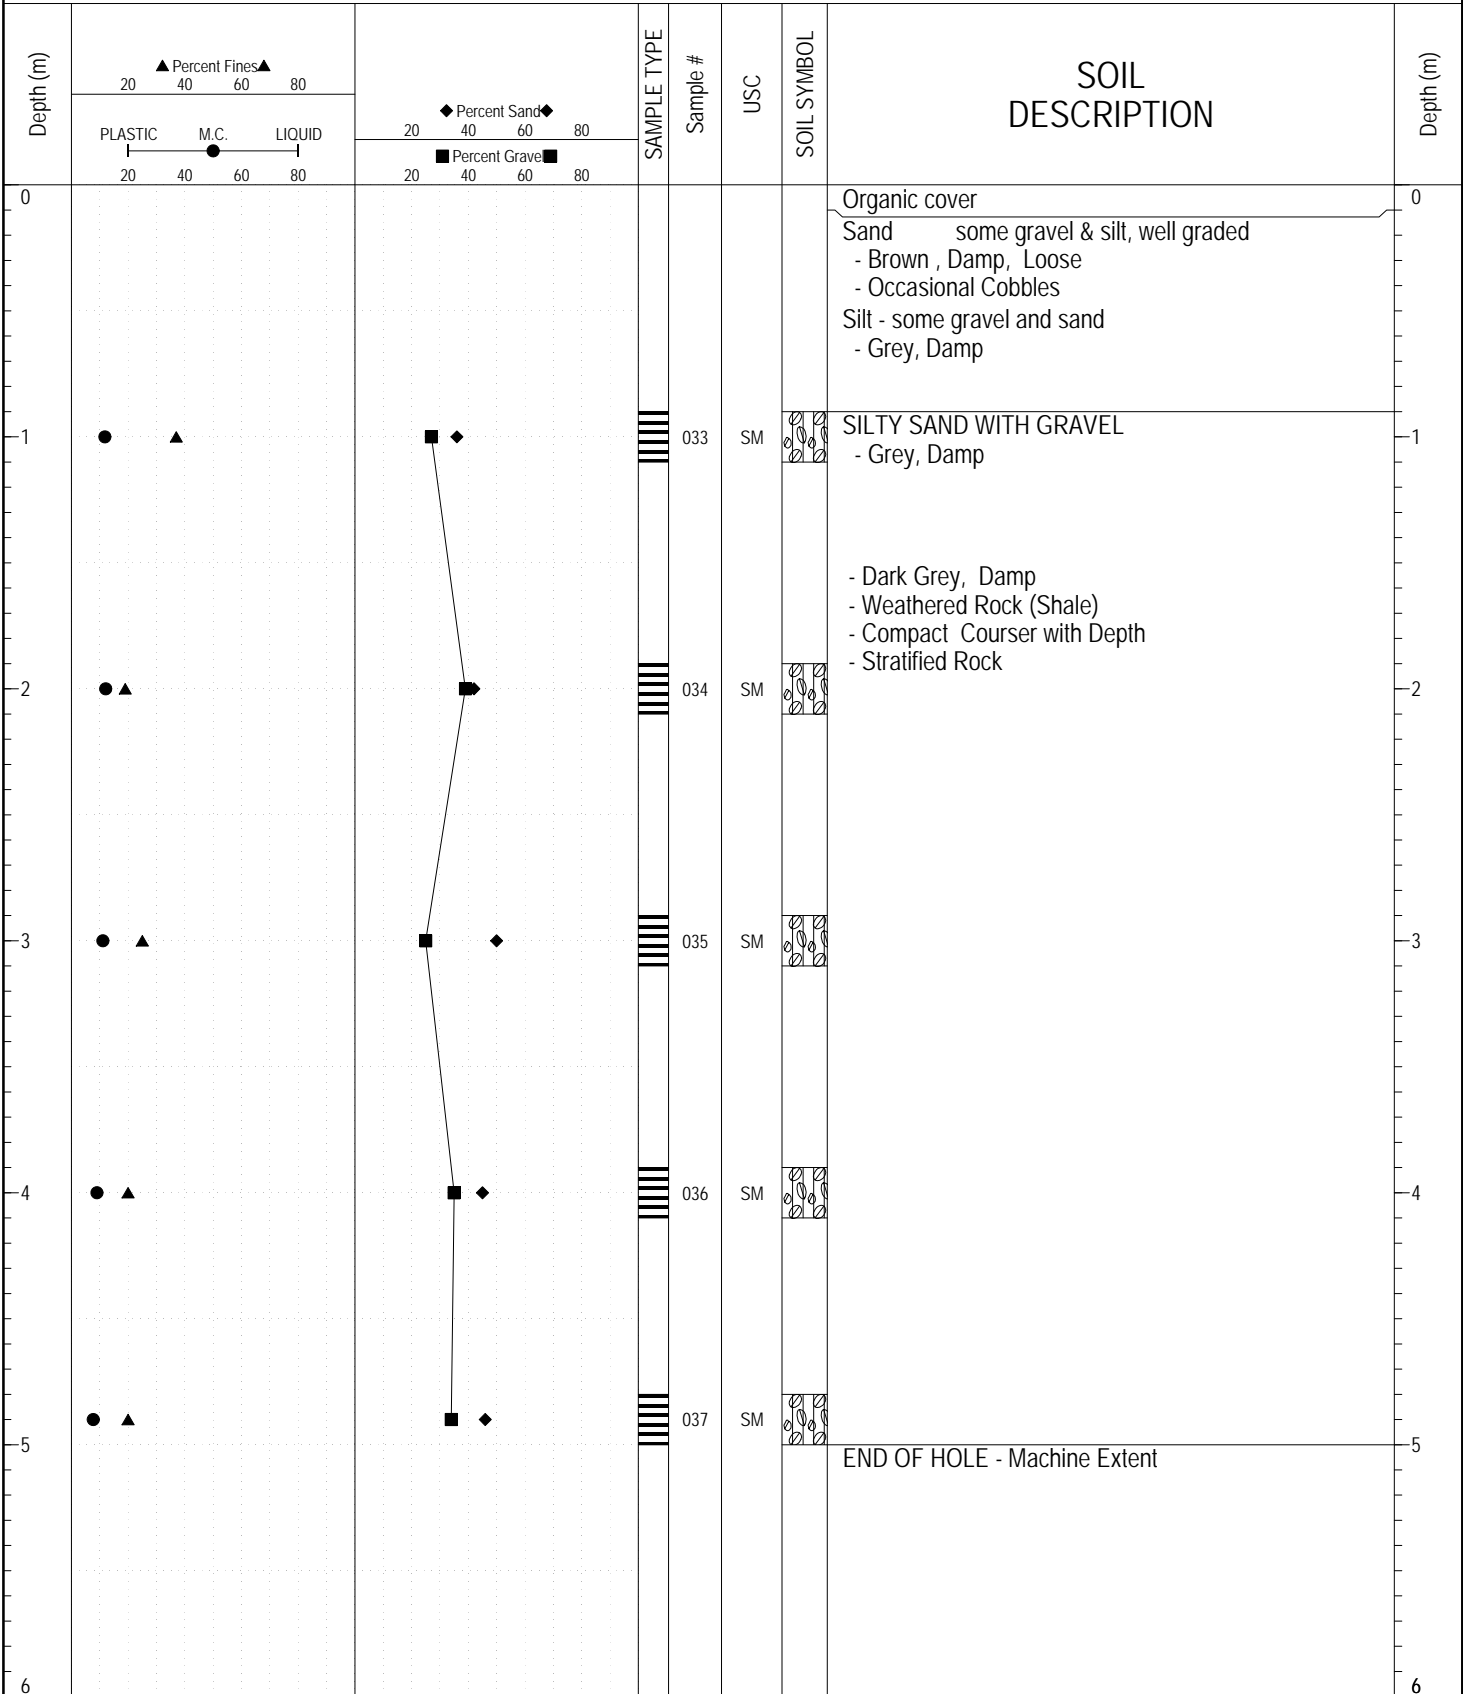 Depth (m)
▲ Percent Fines ▲
20 40 60 80
PLASTIC M.C. LIQUID
20 40 60 80
◆ Percent Sand ◆
20 40 60 80
■ Percent Gravel ■
20 40 60 80
SAMPLE TYPE
Sample #
USC
SOIL SYMBOL
SOIL
DESCRIPTION
Depth (m)
0 0
Organic cover
Sand some gravel & silt, well graded
- Brown , Damp, Loose
- Occasional Cobbles
Silt - some gravel and sand
- Grey, Damp
SILTY SAND WITH GRAVEL
1 033 SM 1
- Grey, Damp
- Dark Grey, Damp
- Weathered Rock (Shale)
- Compact Courser with Depth
- Stratified Rock
2 034 SM 2
3 035 SM 3
4 036 SM 4
037 SM
5 5
END OF HOLE - Machine Extent
6 6